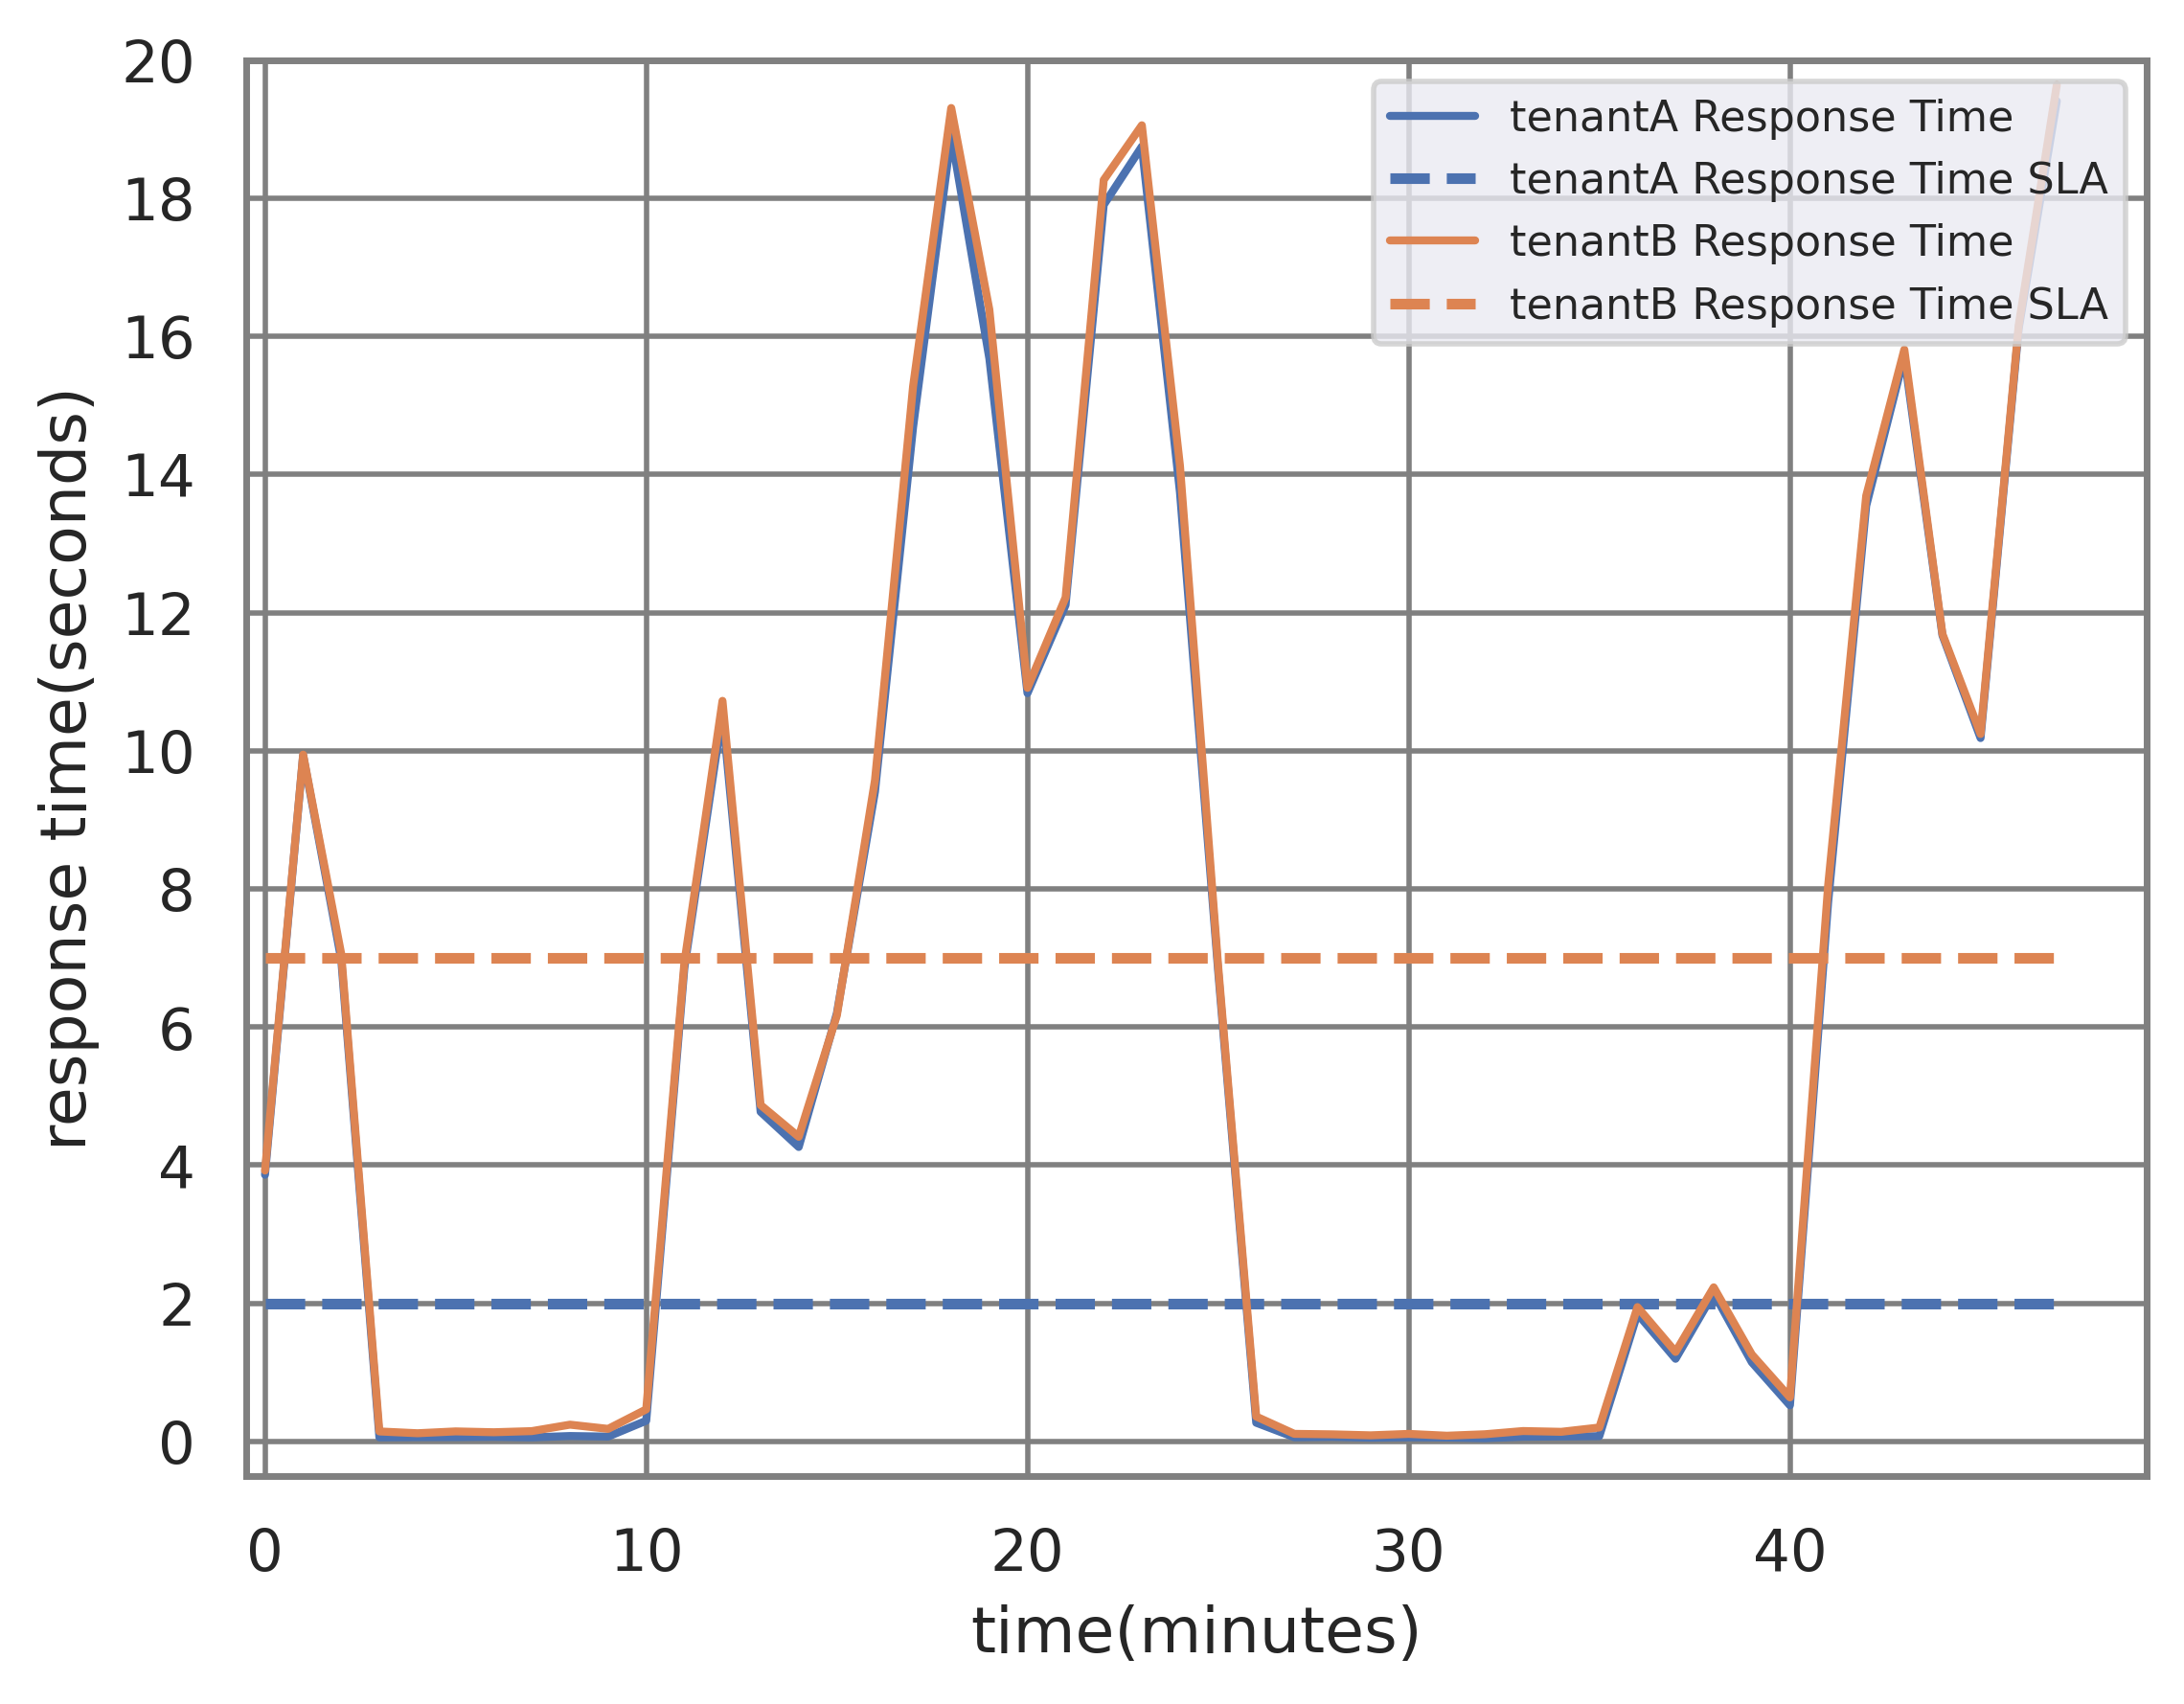 20
18
16
14
12
10
8
6
4
2
0
response time(seconds)
tenantA Response Time
tenantA Response Time SLA
tenantB Response Time
tenantB Response Time SLA
0 10 20 30 40
time(minutes)